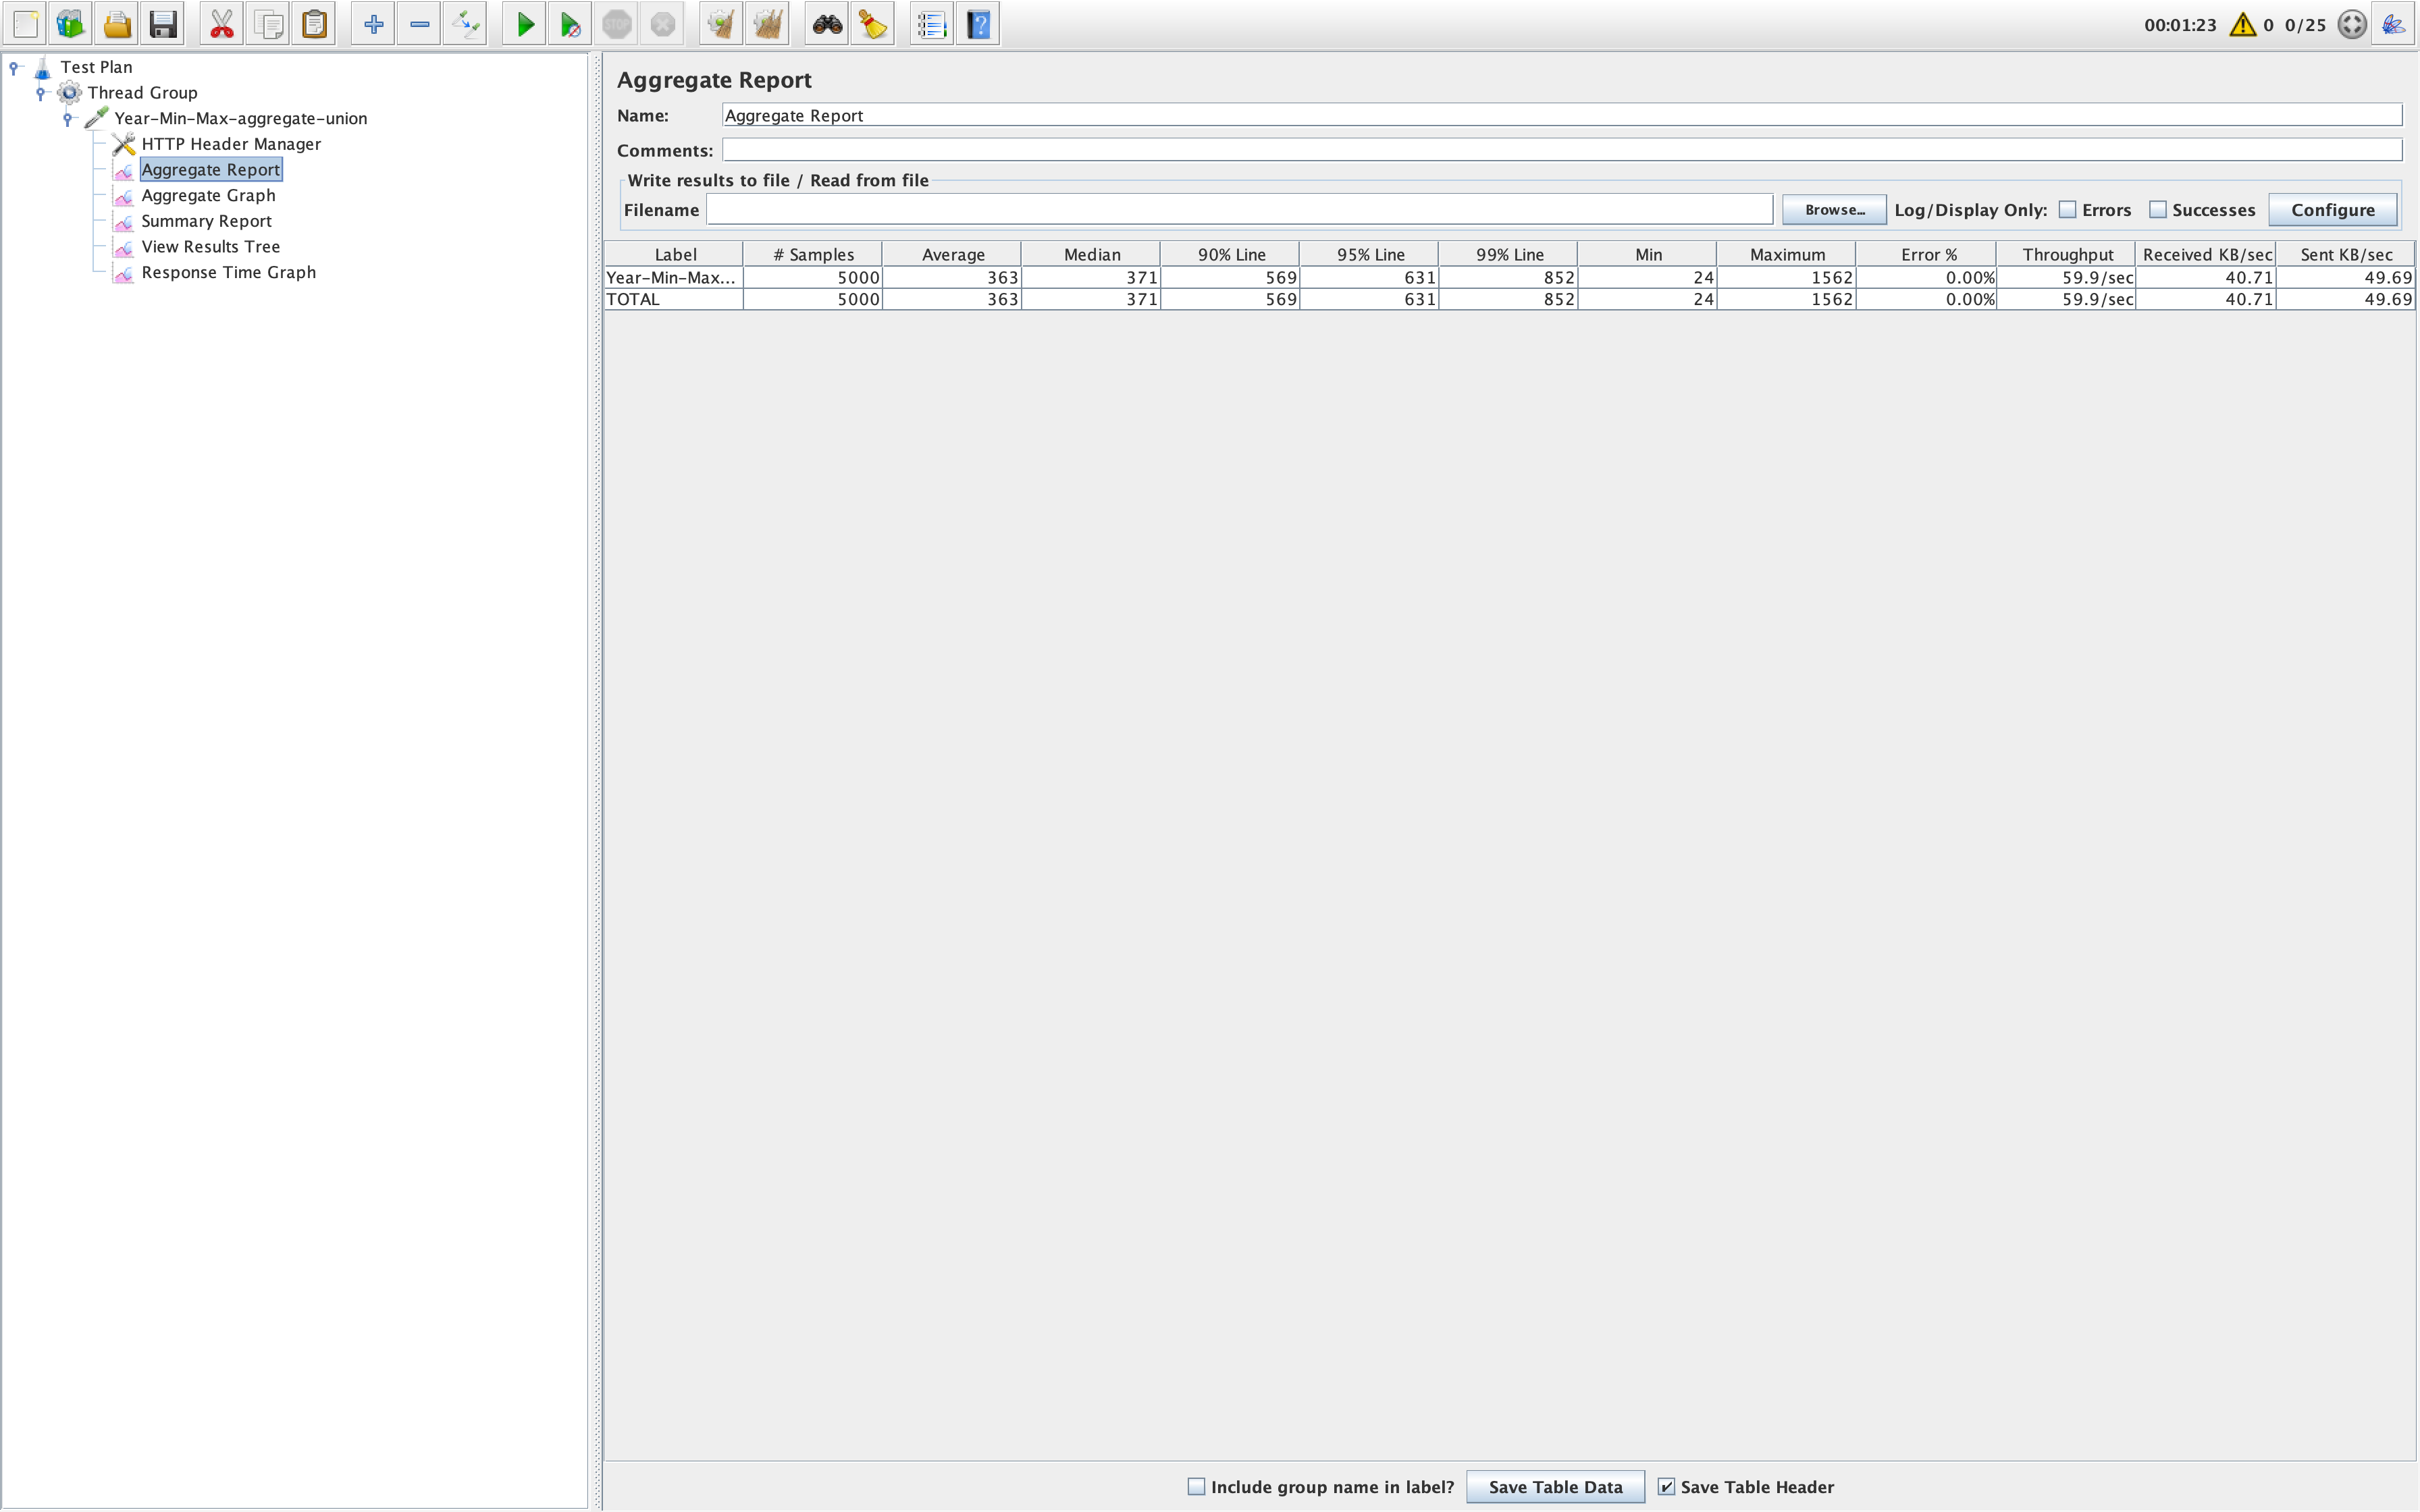 00:01:23 0 0/25
Test Plan
Thread Group
Year-Min-Max-aggregate-union
HTTP Header Manager
Aggregate Report
Aggregate Graph
Summary Report
View Results Tree
Response Time Graph
Aggregate Report
Name: Aggregate Report
Comments:
Write results to file / Read from file
Filename Browse... Log/Display Only: Errors Successes Configure
Label # Samples Average Median 90% Line 95% Line 99% Line Min Maximum Error % Throughput Received KB/sec Sent KB/sec
Year-Min-Max... 5000 363 371 569 631 852 24 1562 0.00% 59.9/sec 40.71 49.69
TOTAL 5000 363 371 569 631 852 24 1562 0.00% 59.9/sec 40.71 49.69
Include group name in label? Save Table Data Save Table Header